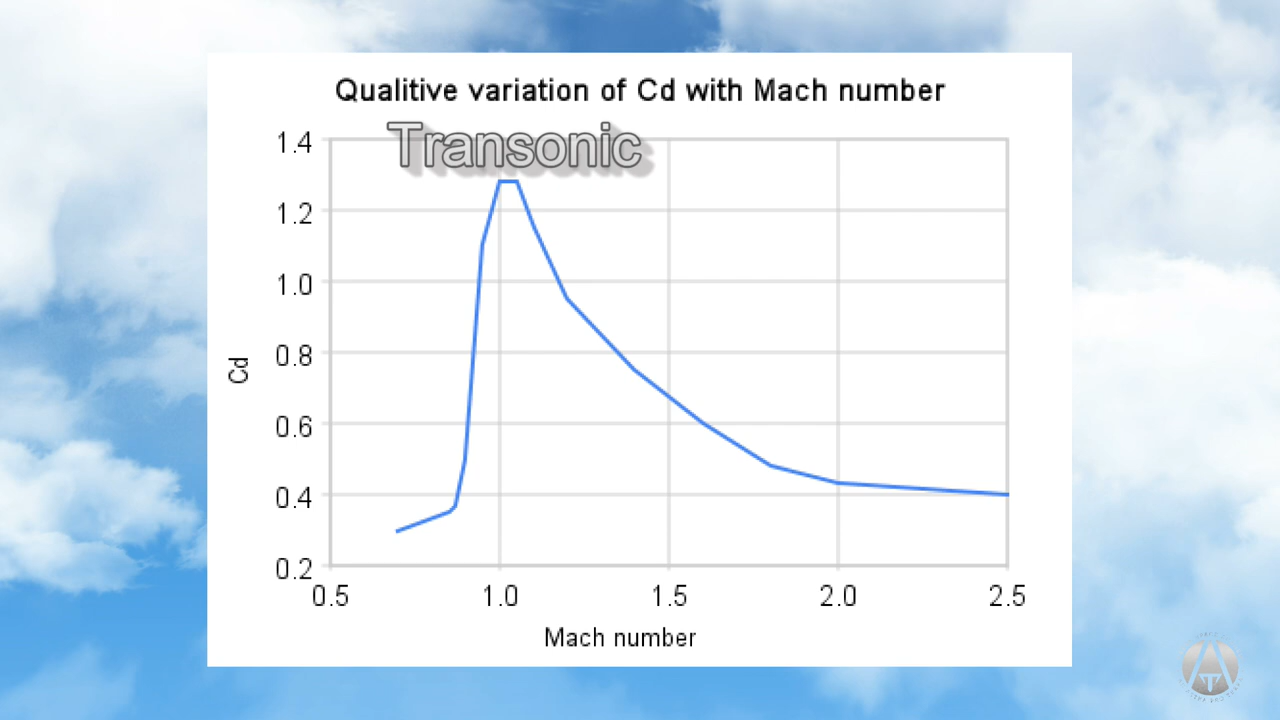 Qualitive variation of Cd with Mach number
Transonic
1.4
1.2
1.0
0.8
0.6
0.4
0.2
Cd
0.5 1.0 1.5 2.0 2.5
Mach number